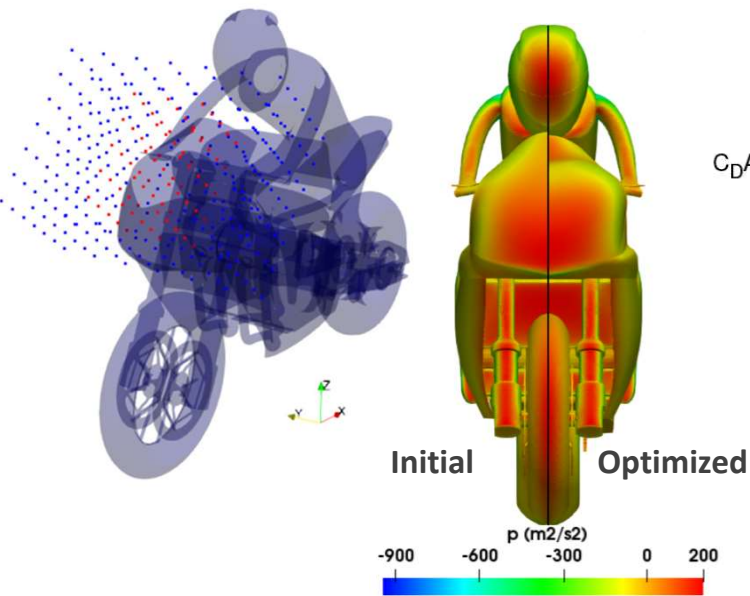 C_DA
Z
Y
X
Initial
Optimized
p (m2/s2)
-900 -600 -300 0 200